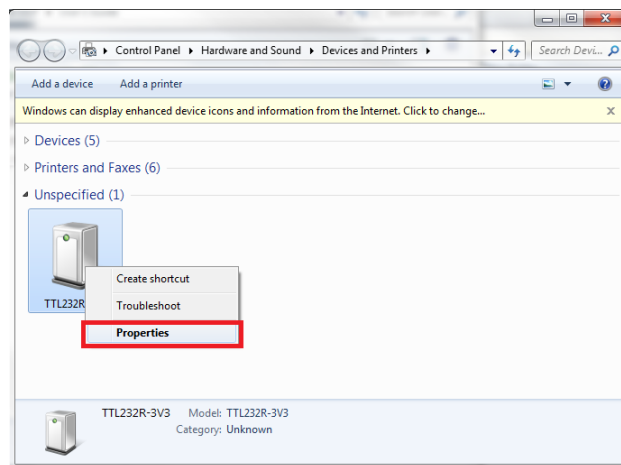 Control Panel ▸ Hardware and Sound ▸ Devices and Printers ▸ Search Devi...
Add a device Add a printer
Windows can display enhanced device icons and information from the Internet. Click to change... x
Devices (5)
Printers and Faxes (6)
Unspecified (1)
Create shortcut
TTL232R
Troubleshoot
Properties
TTL232R-3V3 Model: TTL232R-3V3
Category: Unknown